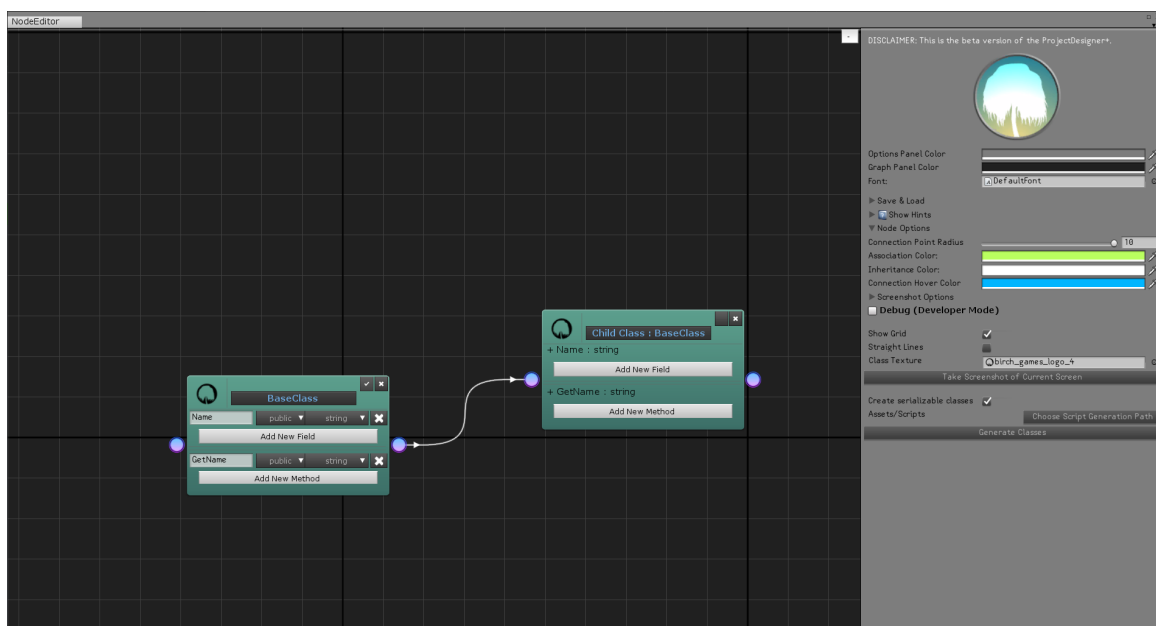 NodeEditor
DISCLAIMER: This is the beta version of the ProjectDesigner+.
Options Panel Color
Graph Panel Color
Font: DefaultFont
Save & Load
Show Hints
Node Options
Connection Point Radius 10
Association Color:
Inheritance Color:
Connection Hover Color
Screenshot Options
Debug (Developer Mode)
Show Grid
Straight Lines
Class Texture birch_games_logo_4
Take Screenshot of Current Screen
Create serializable classes
Assets/Scripts Choose Script Generation Path
Generate Classes
BaseClass
Name public string
Add New Field
GetName public string
Add New Method
Child Class : BaseClass
+ Name : string
Add New Field
+ GetName : string
Add New Method